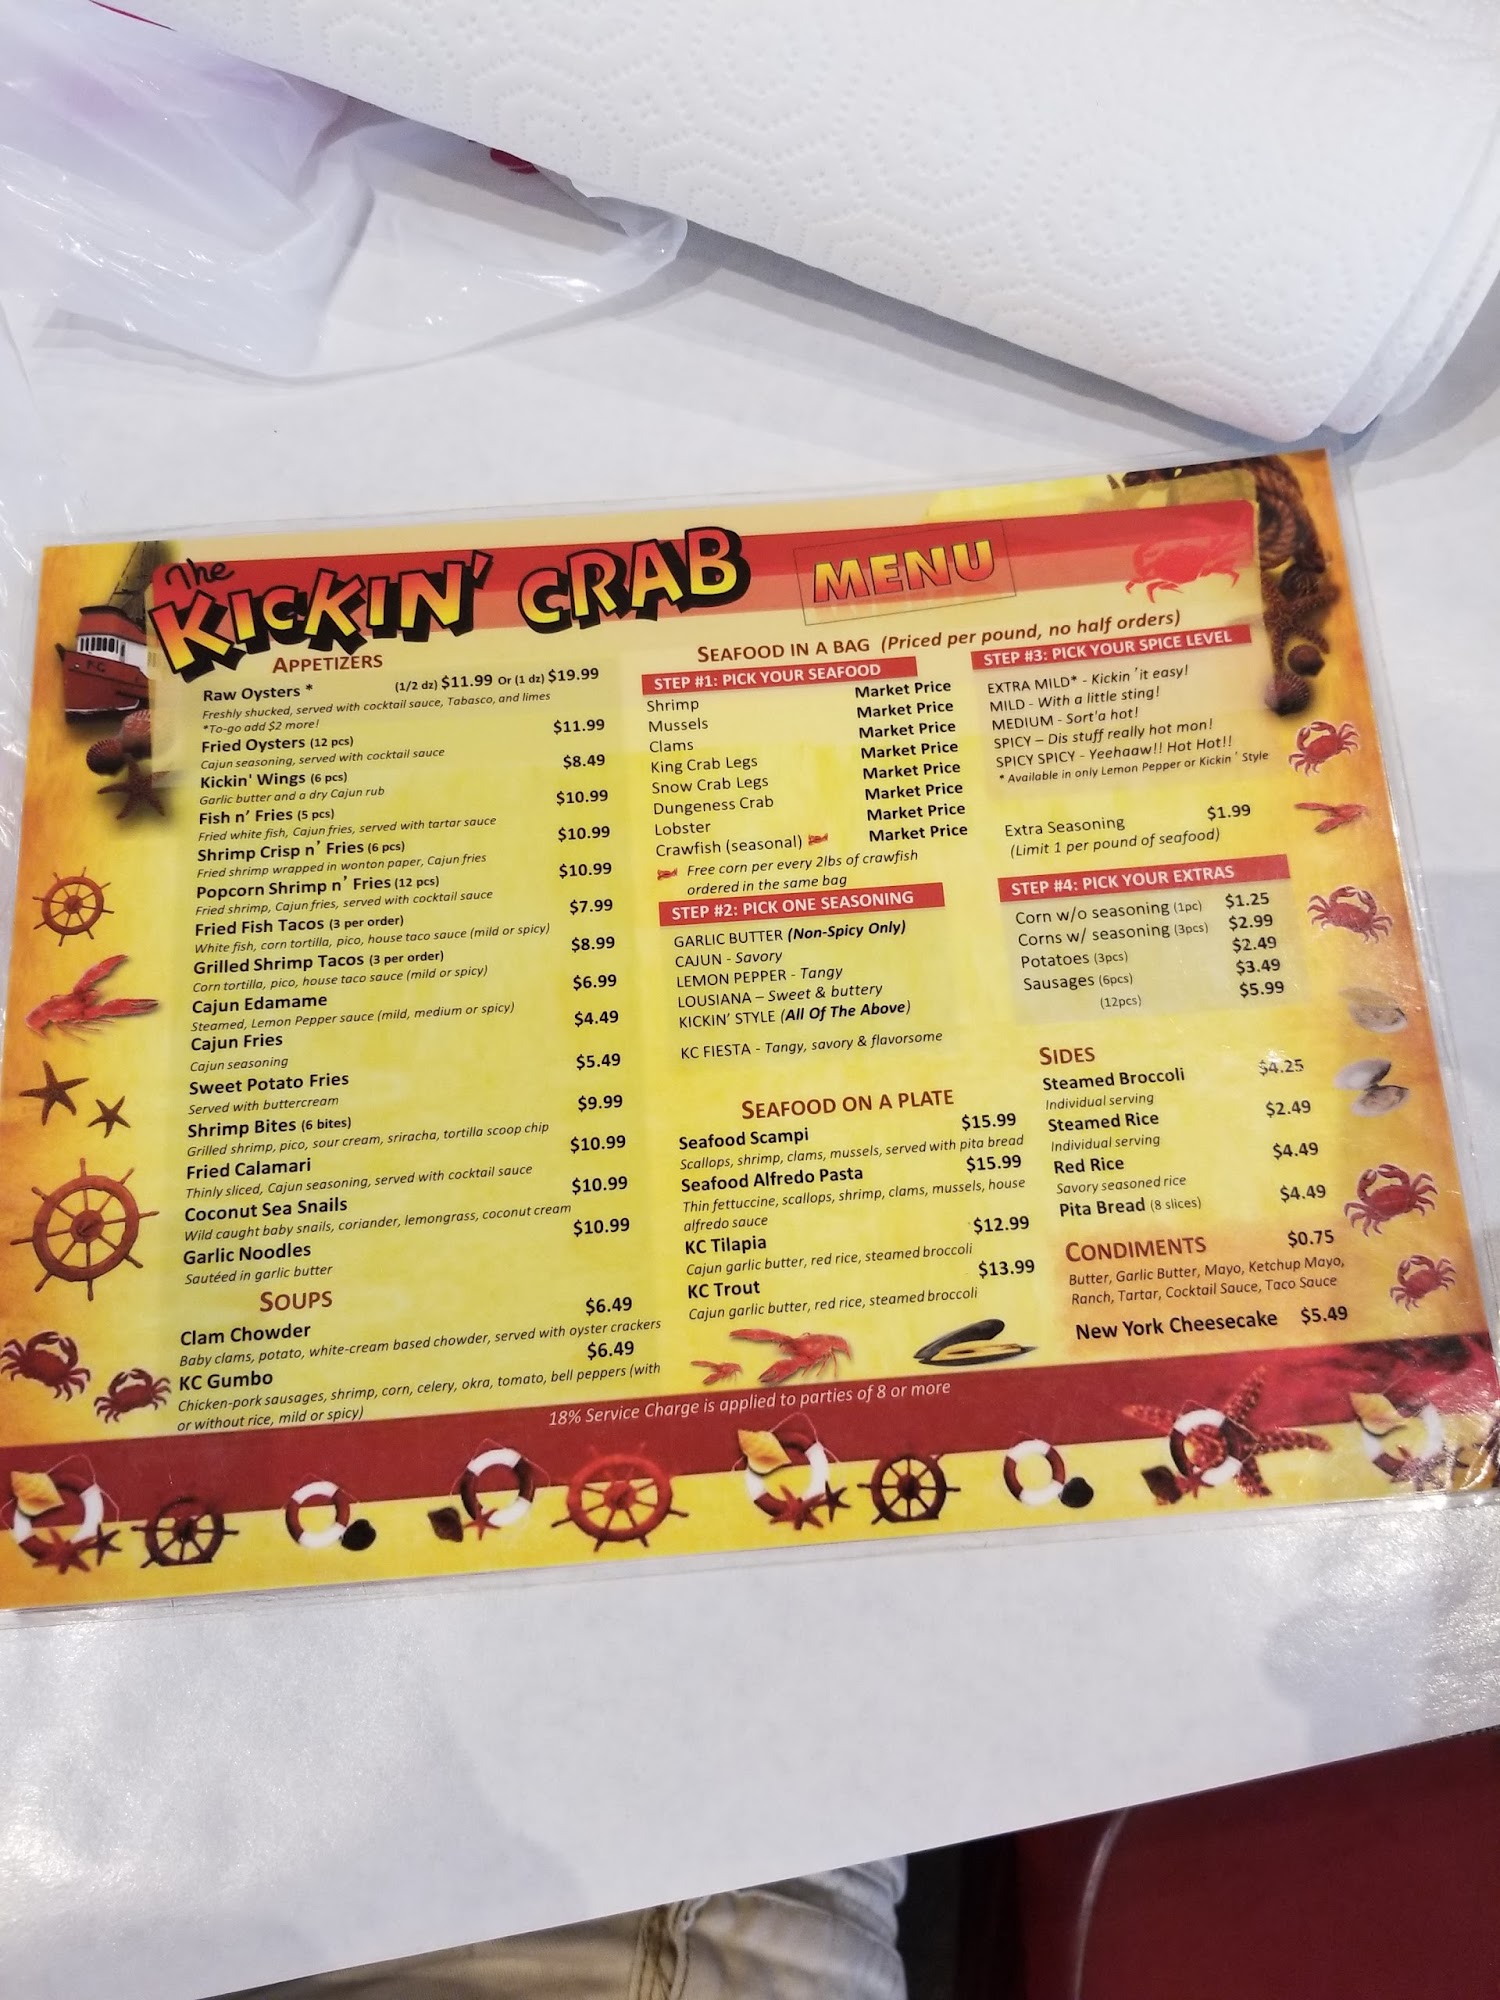 The
KICKIN' CRAB
MENU
KC
APPETIZERS
Raw Oysters * (1/2 dz) $11.99 Or (1 dz) $19.99
Freshly shucked, served with cocktail sauce, Tabasco, and limes
*To-go add $2 more!
Fried Oysters (12 pcs) $11.99
Cajun seasoning, served with cocktail sauce
Kickin' Wings (6 pcs) $8.49
Garlic butter and a dry Cajun rub
Fish n' Fries (5 pcs) $10.99
Fried white fish, Cajun fries, served with tartar sauce
Shrimp Crisp n' Fries (6 pcs) $10.99
Fried shrimp wrapped in wonton paper, Cajun fries
Popcorn Shrimp n' Fries (12 pcs) $10.99
Fried shrimp, Cajun fries, served with cocktail sauce
Fried Fish Tacos (3 per order) $7.99
White fish, corn tortilla, pico, house taco sauce (mild or spicy)
Grilled Shrimp Tacos (3 per order) $8.99
Corn tortilla, pico, house taco sauce (mild or spicy)
Cajun Edamame $6.99
Steamed, Lemon Pepper sauce (mild, medium or spicy)
Cajun Fries $4.49
Cajun seasoning
Sweet Potato Fries $5.49
Served with buttercream
Shrimp Bites (6 bites) $9.99
Grilled shrimp, pico, sour cream, sriracha, tortilla scoop chip
Fried Calamari $10.99
Thinly sliced, Cajun seasoning, served with cocktail sauce
Coconut Sea Snails $10.99
Wild caught baby snails, coriander, lemongrass, coconut cream
Garlic Noodles $10.99
Sautéed in garlic butter
SOUPS
Clam Chowder $6.49
Baby clams, potato, white-cream based chowder, served with oyster crackers
KC Gumbo $6.49
Chicken-pork sausages, shrimp, corn, celery, okra, tomato, bell peppers (with
or without rice, mild or spicy)
SEAFOOD IN A BAG (Priced per pound, no half orders)
STEP #1: PICK YOUR SEAFOOD
Shrimp Market Price
Mussels Market Price
Clams Market Price
King Crab Legs Market Price
Snow Crab Legs Market Price
Dungeness Crab Market Price
Lobster Market Price
Crawfish (seasonal) Market Price
Free corn per every 2lbs of crawfish
ordered in the same bag
STEP #2: PICK ONE SEASONING
GARLIC BUTTER (Non-Spicy Only)
CAJUN - Savory
LEMON PEPPER - Tangy
LOUSIANA – Sweet & buttery
KICKIN' STYLE (All Of The Above)
KC FIESTA - Tangy, savory & flavorsome
SEAFOOD ON A PLATE
Seafood Scampi $15.99
Scallops, shrimp, clams, mussels, served with pita bread
Seafood Alfredo Pasta $15.99
Thin fettuccine, scallops, shrimp, clams, mussels, house
alfredo sauce
KC Tilapia $12.99
Cajun garlic butter, red rice, steamed broccoli
KC Trout $13.99
Cajun garlic butter, red rice, steamed broccoli
STEP #3: PICK YOUR SPICE LEVEL
EXTRA MILD* - Kickin 'it easy!
MILD - With a little sting!
MEDIUM - Sort'a hot!
SPICY – Dis stuff really hot mon!
SPICY SPICY - Yeehaaw!! Hot Hot!!
* Available in only Lemon Pepper or Kickin ' Style
Extra Seasoning $1.99
(Limit 1 per pound of seafood)
STEP #4: PICK YOUR EXTRAS
Corn w/o seasoning (1pc) $1.25
Corns w/ seasoning (3pcs) $2.99
Potatoes (3pcs) $2.49
Sausages (6pcs) $3.49
(12pcs) $5.99
SIDES
Steamed Broccoli $4.25
Individual serving
Steamed Rice $2.49
Individual serving
Red Rice $4.49
Savory seasoned rice
Pita Bread (8 slices) $4.49
CONDIMENTS $0.75
Butter, Garlic Butter, Mayo, Ketchup Mayo,
Ranch, Tartar, Cocktail Sauce, Taco Sauce
New York Cheesecake $5.49
18% Service Charge is applied to parties of 8 or more